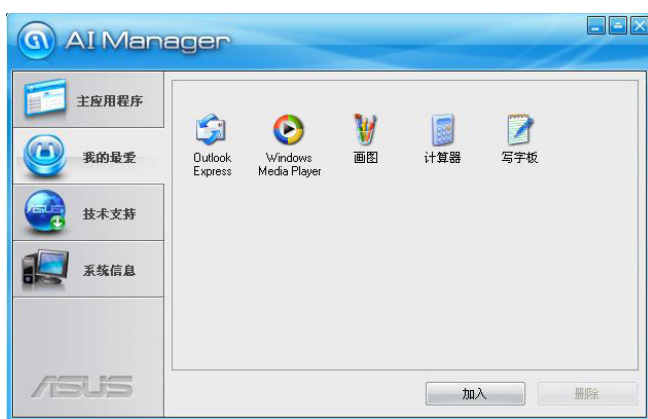 AI Manager
主应用程序
我的最爱
技术支持
系统信息
Outlook
Express
Windows
Media Player
画图
计算器
写字板
ASUS
加入
删除